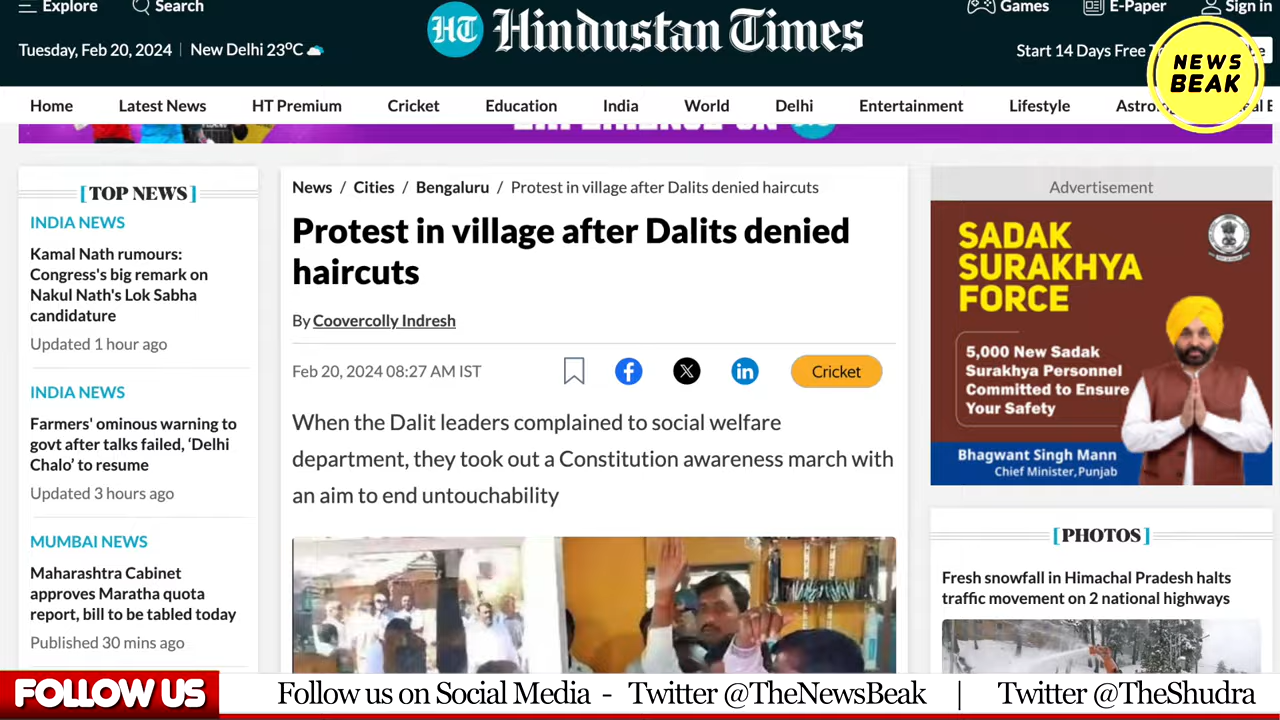 Explore
Search
Tuesday, Feb 20, 2024
New Delhi 23ºC
HT
Hindustan Times
Games
E-Paper
Sign in
Start 14 Days Free
NEWS
BEAK
Home
Latest News
HT Premium
Cricket
Education
India
World
Delhi
Entertainment
Lifestyle
[TOP NEWS]
INDIA NEWS
Kamal Nath rumours:
Congress's big remark on
Nakul Nath's Lok Sabha
candidature
Updated 1 hour ago
INDIA NEWS
Farmers' ominous warning to
govt after talks failed, ‘Delhi
Chalo’ to resume
Updated 3 hours ago
MUMBAI NEWS
Maharashtra Cabinet
approves Maratha quota
report, bill to be tabled today
Published 30 mins ago
News / Cities / Bengaluru / Protest in village after Dalits denied haircuts
Protest in village after Dalits denied
haircuts
By Coovercolly Indresh
Feb 20, 2024 08:27 AM IST
Cricket
When the Dalit leaders complained to social welfare
department, they took out a Constitution awareness march with
an aim to end untouchability
Advertisement
SADAK
SURAKHYA
FORCE
5,000 New Sadak
Surakhya Personnel
Committed to Ensure
Your Safety
Bhagwant Singh Mann
Chief Minister, Punjab
[PHOTOS]
Fresh snowfall in Himachal Pradesh halts
traffic movement on 2 national highways
FOLLOW US
Follow us on Social Media - Twitter @TheNewsBeak | Twitter @TheShudra